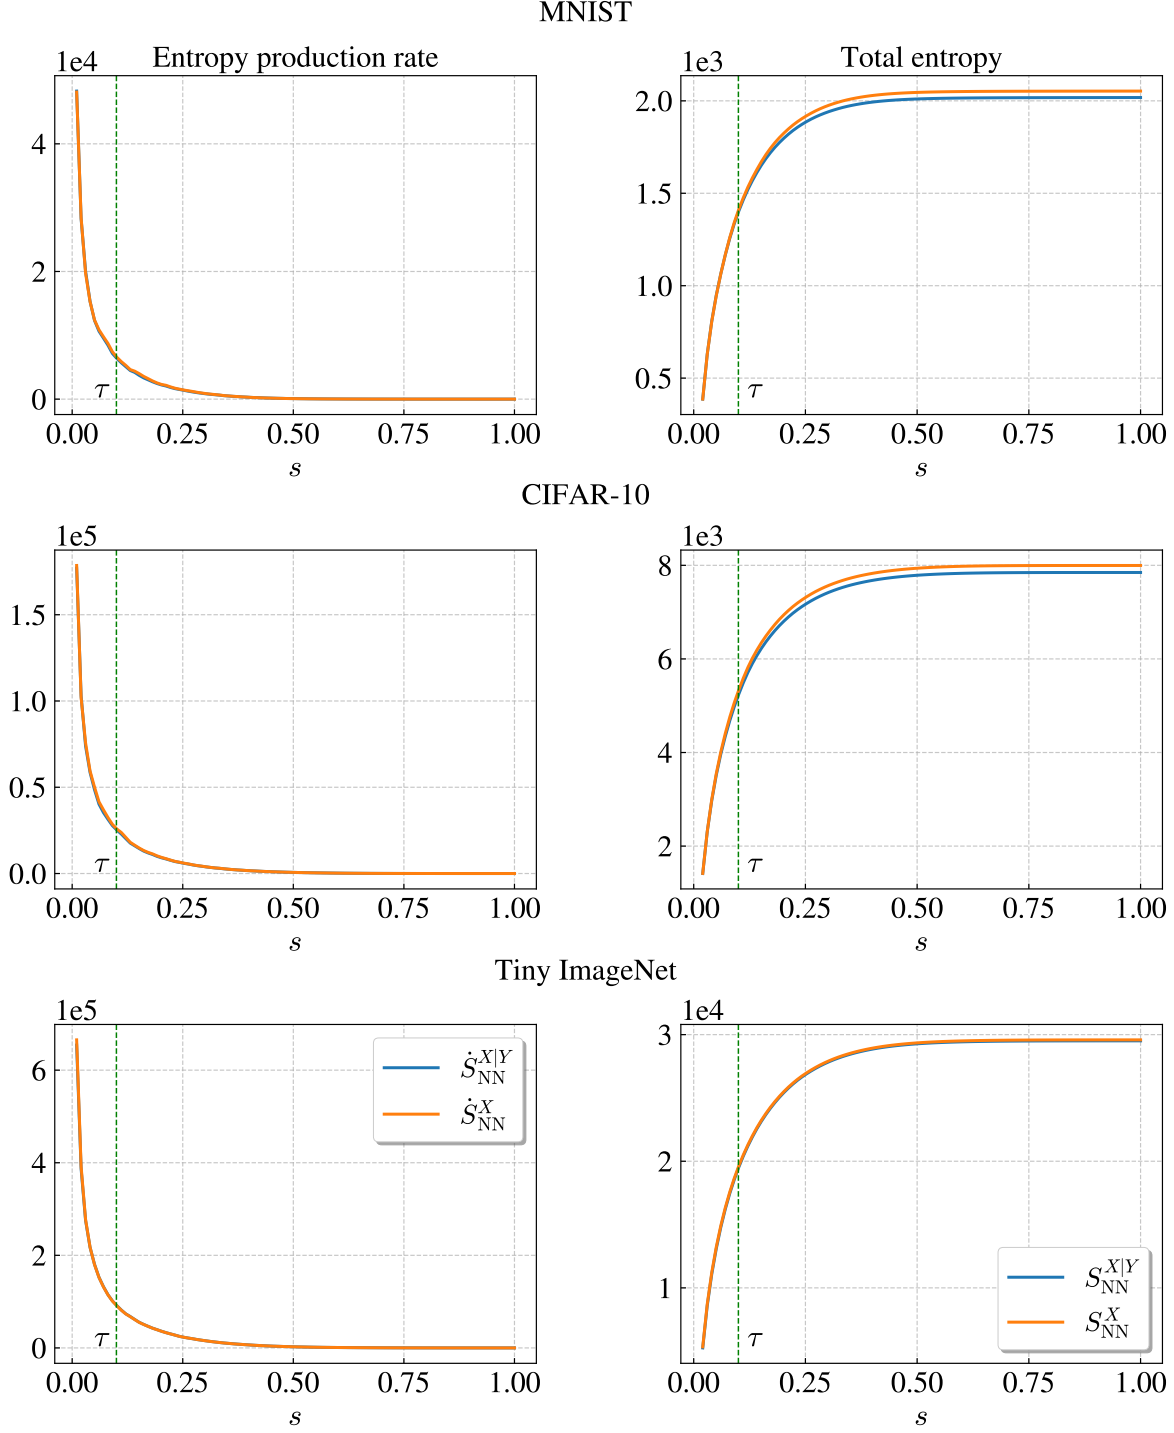 MNIST
Entropy production rate
1e4
4
2
0
τ
0.00 0.25 0.50 0.75 1.00
s
Total entropy
1e3
2.0
1.5
1.0
0.5
τ
0.00 0.25 0.50 0.75 1.00
s
CIFAR-10
1e5
1.5
1.0
0.5
0.0
τ
0.00 0.25 0.50 0.75 1.00
s
1e3
8
6
4
2
τ
0.00 0.25 0.50 0.75 1.00
s
Tiny ImageNet
1e5
6
4
2
0
τ
Ṡ_NN^{X|Y}
Ṡ_NN^X
0.00 0.25 0.50 0.75 1.00
s
1e4
3
2
1
τ
S_NN^{X|Y}
S_NN^X
0.00 0.25 0.50 0.75 1.00
s